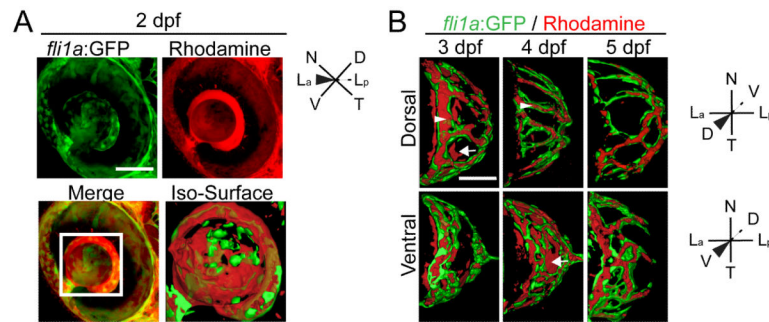 A
2 dpf
fli1a:GFP
Rhodamine
N
D
La
Lp
V
T
Merge
Iso-Surface
B
fli1a:GFP / Rhodamine
3 dpf
4 dpf
5 dpf
Dorsal
N
V
La
Lp
D
T
Ventral
N
D
La
Lp
V
T